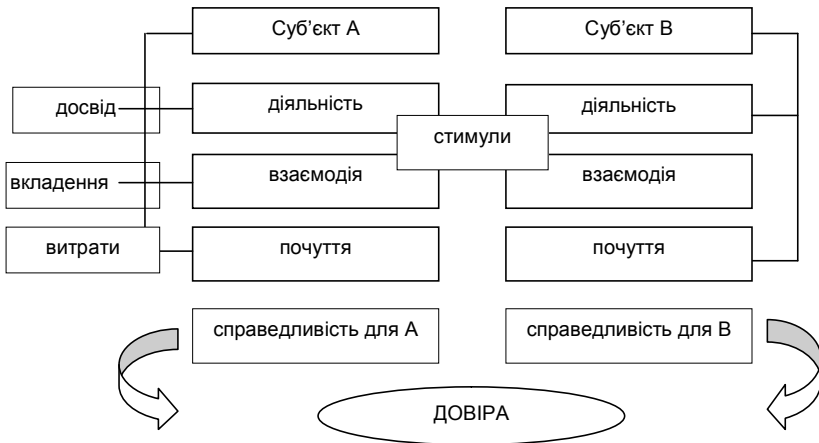 Суб’єкт А
Суб’єкт В
досвід
діяльність
стимули
діяльність
вкладення
взаємодія
взаємодія
витрати
почуття
почуття
справедливість для А
справедливість для В
ДОВІРА